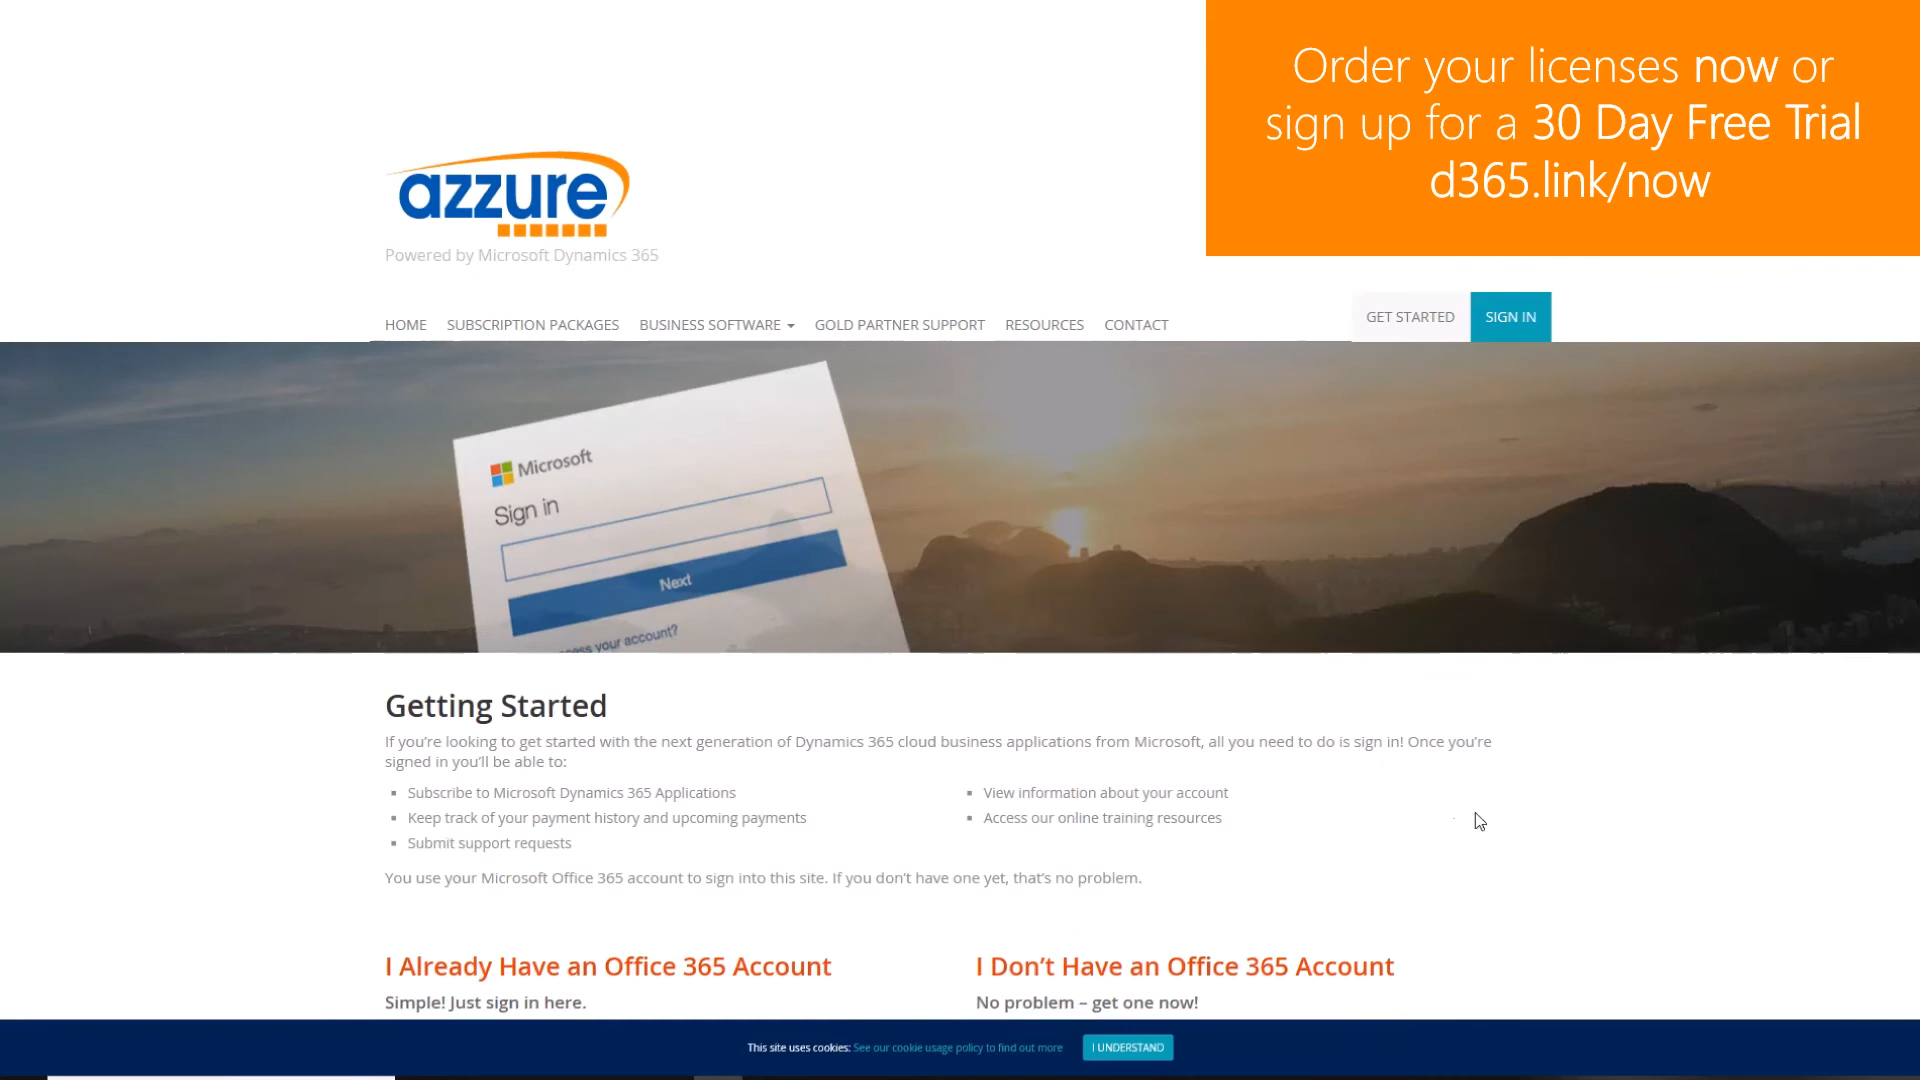 Order your licenses now or
sign up for a 30 Day Free Trial
d365.link/now
azzure
Powered by Microsoft Dynamics 365
HOME SUBSCRIPTION PACKAGES BUSINESS SOFTWARE GOLD PARTNER SUPPORT RESOURCES CONTACT
GET STARTED SIGN IN
Microsoft
Sign in
Next
your account?
Getting Started
If you’re looking to get started with the next generation of Dynamics 365 cloud business applications from Microsoft, all you need to do is sign in! Once you’re
signed in you’ll be able to:
Subscribe to Microsoft Dynamics 365 Applications
Keep track of your payment history and upcoming payments
Submit support requests
View information about your account
Access our online training resources
You use your Microsoft Office 365 account to sign into this site. If you don’t have one yet, that’s no problem.
I Already Have an Office 365 Account
Simple! Just sign in here.
I Don’t Have an Office 365 Account
No problem – get one now!
This site uses cookies: See our cookie usage policy to find out more
I UNDERSTAND